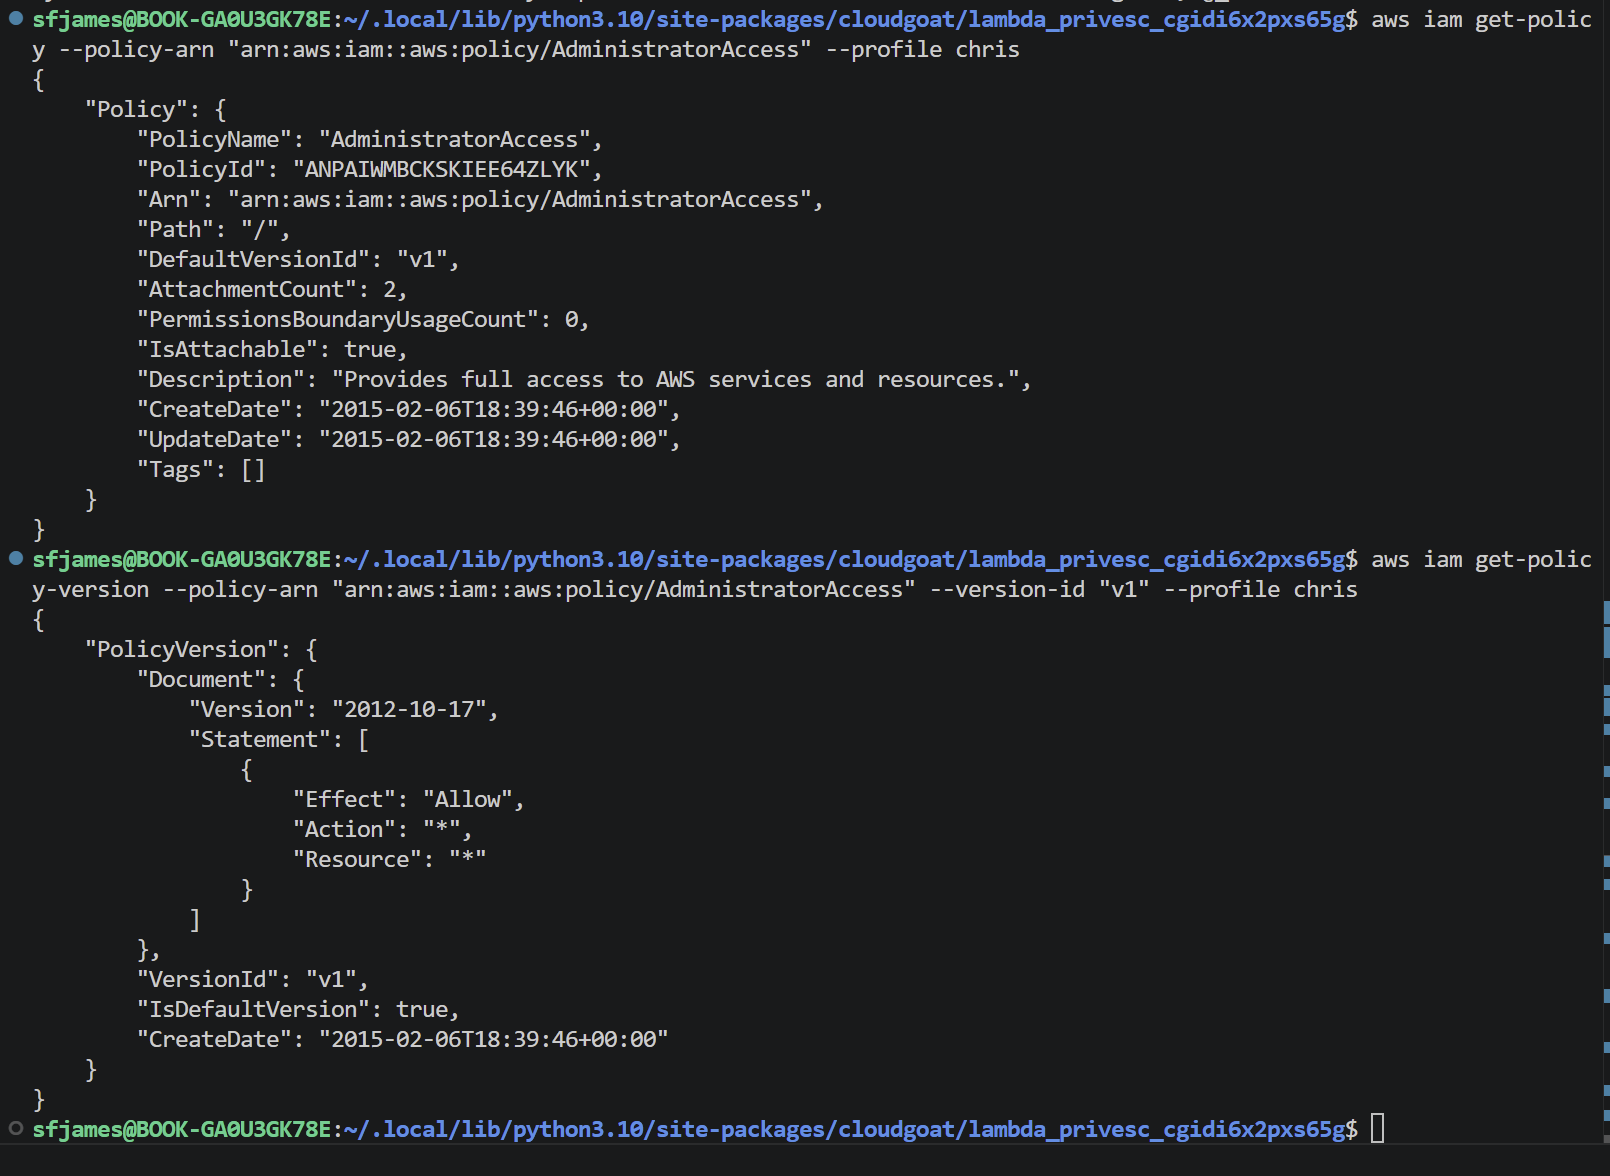 sfjames@BOOK-GA0U3GK78E:~/.local/lib/python3.10/site-packages/cloudgoat/lambda_privesc_cgidi6x2pxs65g$ aws iam get-polic
y --policy-arn "arn:aws:iam::aws:policy/AdministratorAccess" --profile chris
{
    "Policy": {
        "PolicyName": "AdministratorAccess",
        "PolicyId": "ANPAIWMBCKSKIEE64ZLYK",
        "Arn": "arn:aws:iam::aws:policy/AdministratorAccess",
        "Path": "/",
        "DefaultVersionId": "v1",
        "AttachmentCount": 2,
        "PermissionsBoundaryUsageCount": 0,
        "IsAttachable": true,
        "Description": "Provides full access to AWS services and resources.",
        "CreateDate": "2015-02-06T18:39:46+00:00",
        "UpdateDate": "2015-02-06T18:39:46+00:00",
        "Tags": []
    }
}
sfjames@BOOK-GA0U3GK78E:~/.local/lib/python3.10/site-packages/cloudgoat/lambda_privesc_cgidi6x2pxs65g$ aws iam get-polic
y-version --policy-arn "arn:aws:iam::aws:policy/AdministratorAccess" --version-id "v1" --profile chris
{
    "PolicyVersion": {
        "Document": {
            "Version": "2012-10-17",
            "Statement": [
                {
                    "Effect": "Allow",
                    "Action": "*",
                    "Resource": "*"
                }
            ]
        },
        "VersionId": "v1",
        "IsDefaultVersion": true,
        "CreateDate": "2015-02-06T18:39:46+00:00"
    }
}
sfjames@BOOK-GA0U3GK78E:~/.local/lib/python3.10/site-packages/cloudgoat/lambda_privesc_cgidi6x2pxs65g$